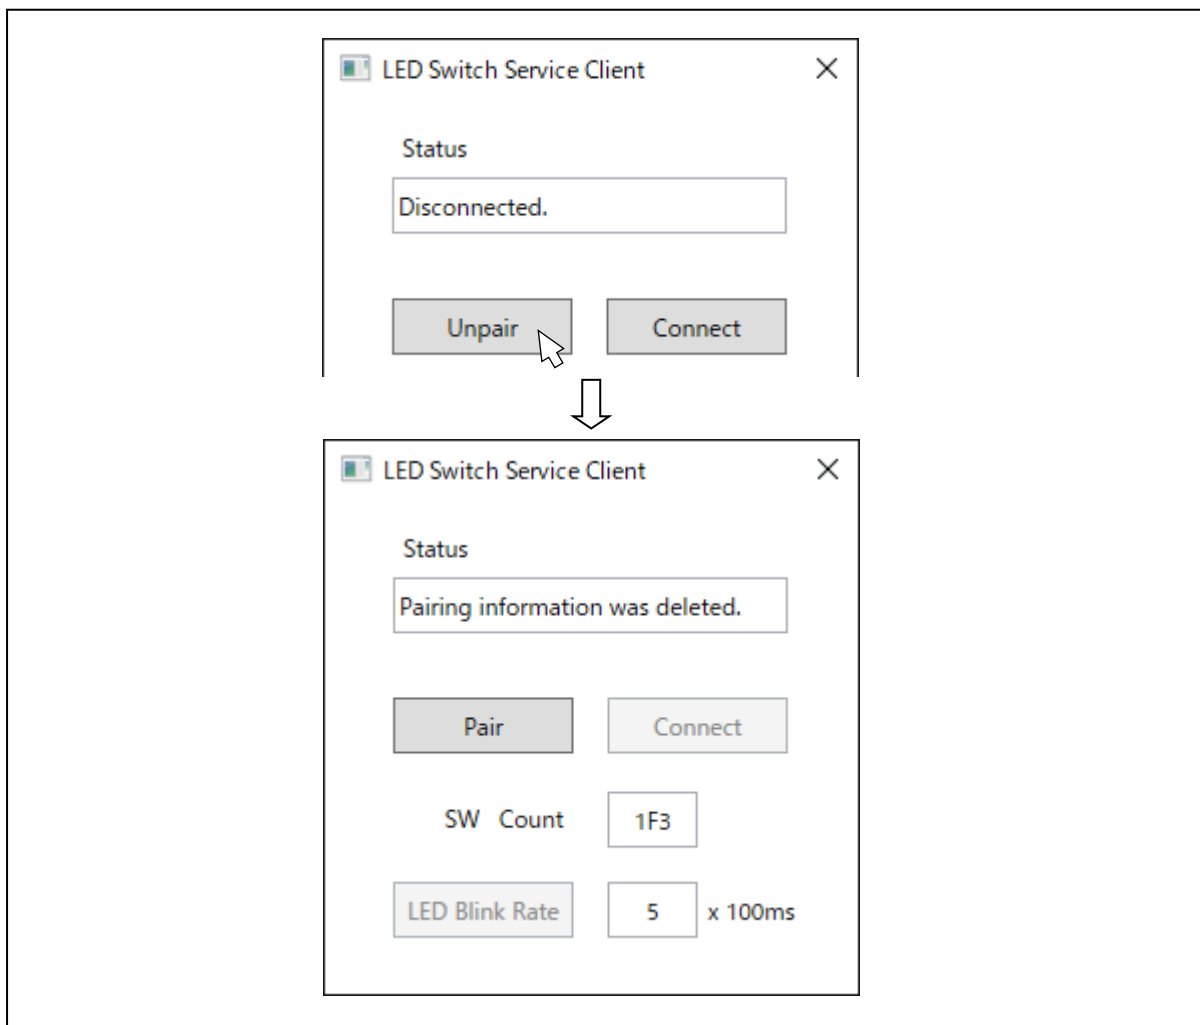 LED Switch Service Client
Status
Disconnected.
Unpair Connect
LED Switch Service Client
Status
Pairing information was deleted.
Pair Connect
SW Count 1F3
LED Blink Rate 5 x 100ms